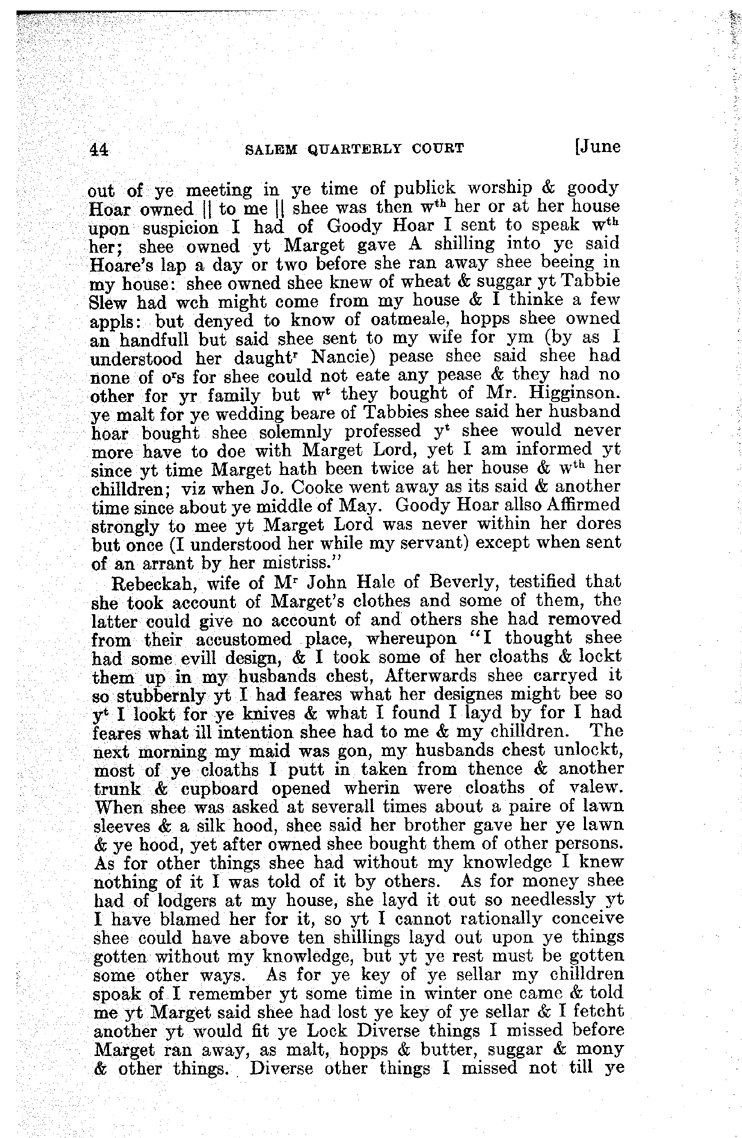 44 SALEM QUARTERLY COURT [June
out of ye meeting in ye time of publick worship & goody
Hoar owned || to me || shee was then wth her or at her house
upon suspicion I had of Goody Hoar I sent to speak wth
her; shee owned yt Marget gave A shilling into ye said
Hoare's lap a day or two before she ran away shee beeing in
my house: shee owned shee knew of wheat & suggar yt Tabbie
Slew had wch might come from my house & I thinke a few
appls: but denyed to know of oatmeale, hopps shee owned
an handfull but said shee sent to my wife for ym (by as I
understood her daughtr Nancie) pease shee said shee had
none of ors for shee could not eate any pease & they had no
other for yr family but wt they bought of Mr. Higginson.
ye malt for ye wedding beare of Tabbies shee said her husband
hoar bought shee solemnly professed yt shee would never
more have to doe with Marget Lord, yet I am informed yt
since yt time Marget hath been twice at her house & wth her
chilldren; viz when Jo. Cooke went away as its said & another
time since about ye middle of May. Goody Hoar allso Affirmed
strongly to mee yt Marget Lord was never within her dores
but once (I understood her while my servant) except when sent
of an arrant by her mistriss."
Rebeckah, wife of Mr John Hale of Beverly, testified that
she took account of Marget's clothes and some of them, the
latter could give no account of and others she had removed
from their accustomed place, whereupon "I thought shee
had some evill design, & I took some of her cloaths & lockt
them up in my husbands chest, Afterwards shee carryed it
so stubbernly yt I had feares what her designes might bee so
yt I lookt for ye knives & what I found I layd by for I had
feares what ill intention shee had to me & my chilldren. The
next morning my maid was gon, my husbands chest unlockt,
most of ye cloaths I putt in taken from thence & another
trunk & cupboard opened wherin were cloaths of valew.
When shee was asked at severall times about a paire of lawn
sleeves & a silk hood, shee said her brother gave her ye lawn
& ye hood, yet after owned shee bought them of other persons.
As for other things shee had without my knowledge I knew
nothing of it I was told of it by others. As for money shee
had of lodgers at my house, she layd it out so needlessly yt
I have blamed her for it, so yt I cannot rationally conceive
shee could have above ten shillings layd out upon ye things
gotten without my knowledge, but yt ye rest must be gotten
some other ways. As for ye key of ye sellar my chilldren
spoak of I remember yt some time in winter one came & told
me yt Marget said shee had lost ye key of ye sellar & I fetcht
another yt would fit ye Lock Diverse things I missed before
Marget ran away, as malt, hopps & butter, suggar & mony
& other things. Diverse other things I missed not till ye